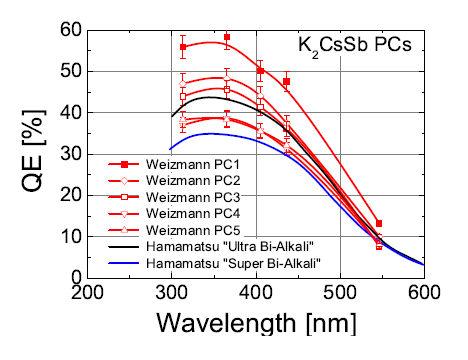 K₂CsSb PCs
60
50
40
30
20
10
0
QE [%]
Weizmann PC1
Weizmann PC2
Weizmann PC3
Weizmann PC4
Weizmann PC5
Hamamatsu "Ultra Bi-Alkali"
Hamamatsu "Super Bi-Alkali"
200 300 400 500 600
Wavelength [nm]